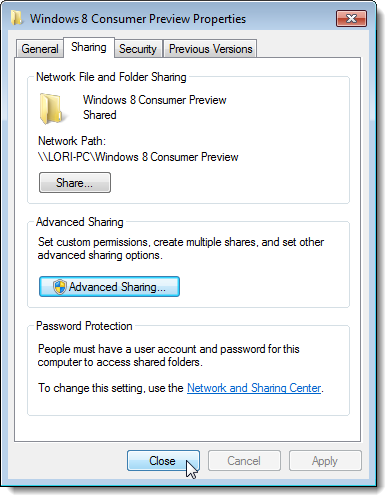 Windows 8 Consumer Preview Properties
General
Sharing
Security
Previous Versions
Network File and Folder Sharing
Windows 8 Consumer Preview
Shared
Network Path:
\\LORI-PC\Windows 8 Consumer Preview
Share...
Advanced Sharing
Set custom permissions, create multiple shares, and set other
advanced sharing options.
Advanced Sharing...
Password Protection
People must have a user account and password for this
computer to access shared folders.
To change this setting, use the Network and Sharing Center.
Close
Cancel
Apply